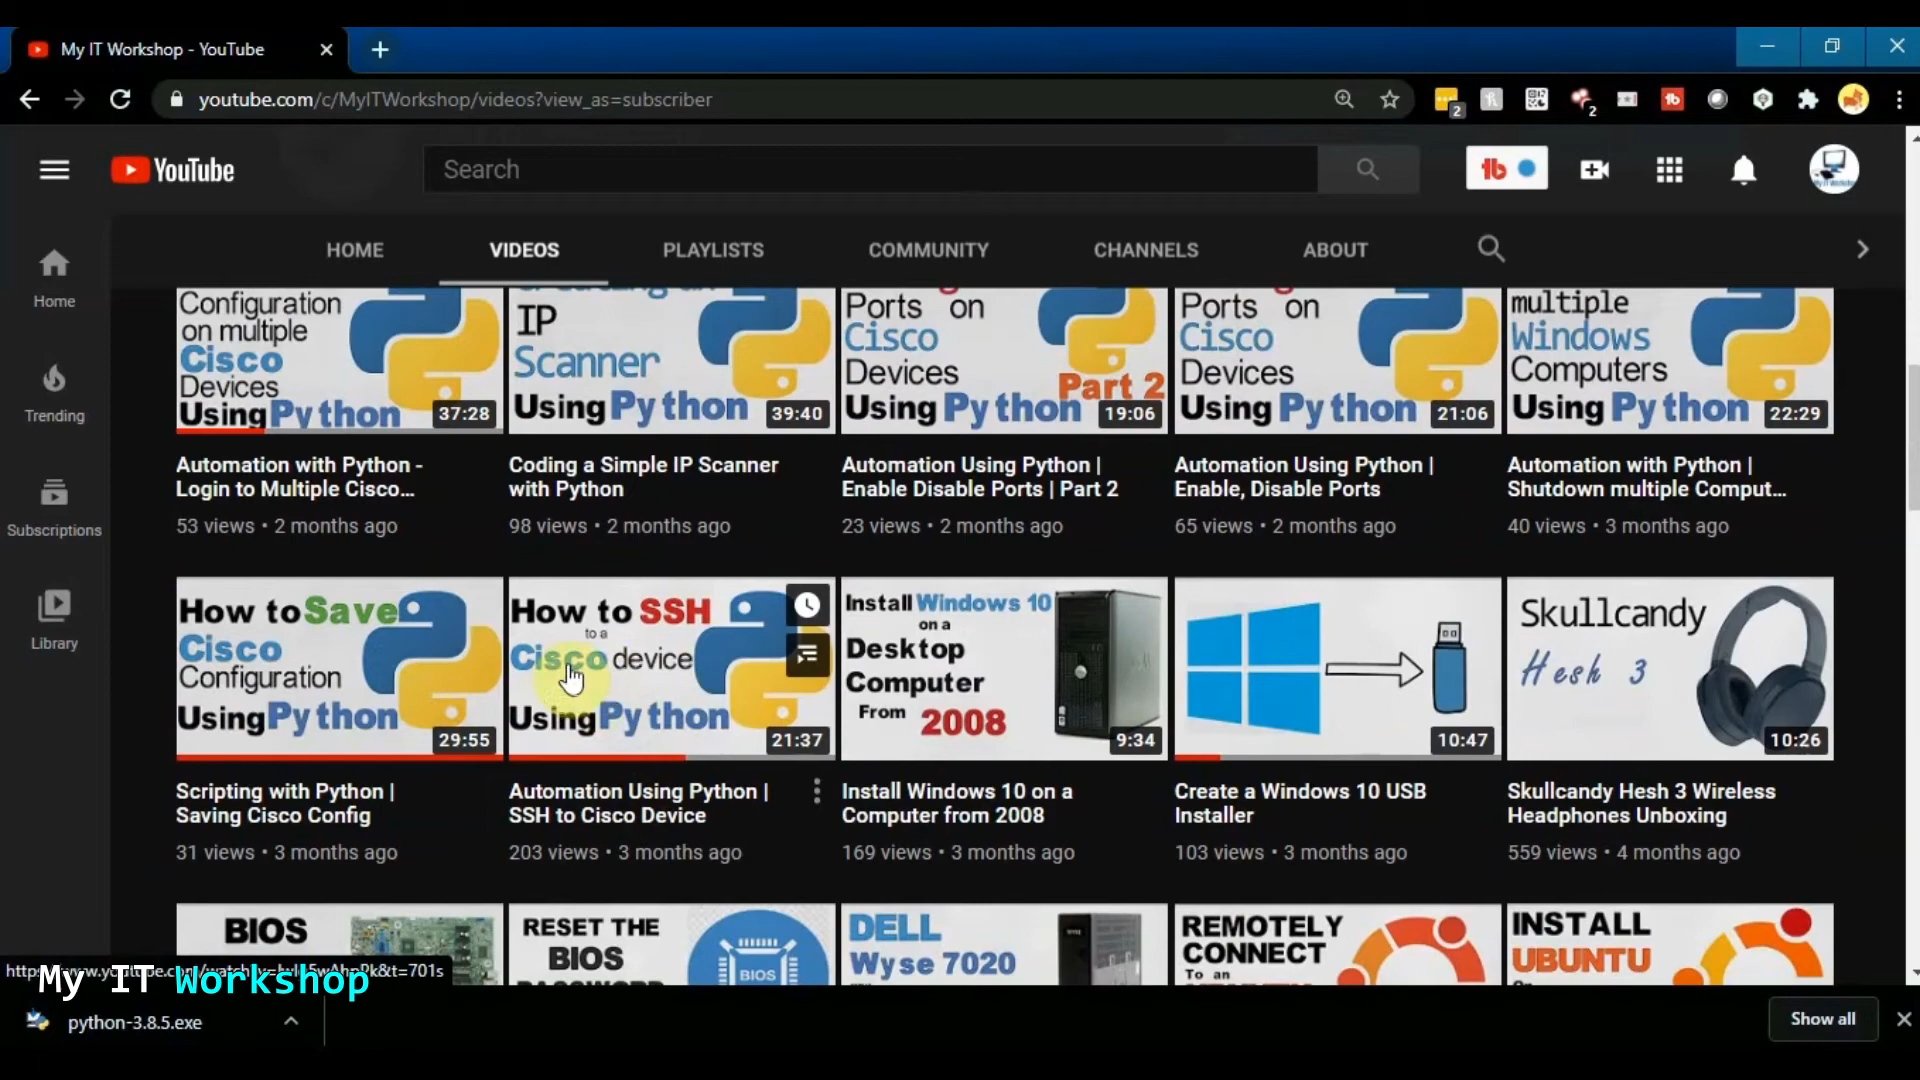 My IT Workshop - YouTube
youtube.com/c/MyITWorkshop/videos?view_as=subscriber
2
2
YouTube
Search
HOME
VIDEOS
PLAYLISTS
COMMUNITY
CHANNELS
ABOUT
Home
Trending
Subscriptions
Library
Configuration
on multiple
Cisco
Devices
Using Python
37:28
IP
Scanner
Using Python
39:40
Ports on
Cisco
Devices
Part 2
Using Python
19:06
Ports on
Cisco
Devices
Using Python
21:06
multiple
Windows
Computers
Using Python
22:29
Automation with Python -
Login to Multiple Cisco...
53 views • 2 months ago
Coding a Simple IP Scanner
with Python
98 views • 2 months ago
Automation Using Python |
Enable Disable Ports | Part 2
23 views • 2 months ago
Automation Using Python |
Enable, Disable Ports
65 views • 2 months ago
Automation with Python |
Shutdown multiple Comput...
40 views • 3 months ago
How to Save
Cisco
Configuration
Using Python
29:55
How to SSH
to a
Cisco device
Using Python
21:37
Install Windows 10
on a
Desktop
Computer
From 2008
9:34
10:47
Skullcandy
Hesh 3
10:26
Scripting with Python |
Saving Cisco Config
31 views • 3 months ago
Automation Using Python |
SSH to Cisco Device
203 views • 3 months ago
Install Windows 10 on a
Computer from 2008
169 views • 3 months ago
Create a Windows 10 USB
Installer
103 views • 3 months ago
Skullcandy Hesh 3 Wireless
Headphones Unboxing
559 views • 4 months ago
BIOS
RESET THE
BIOS
BIOS
DELL
Wyse 7020
REMOTELY
CONNECT
To an
INSTALL
UBUNTU
My IT Workshop
python-3.8.5.exe
Show all